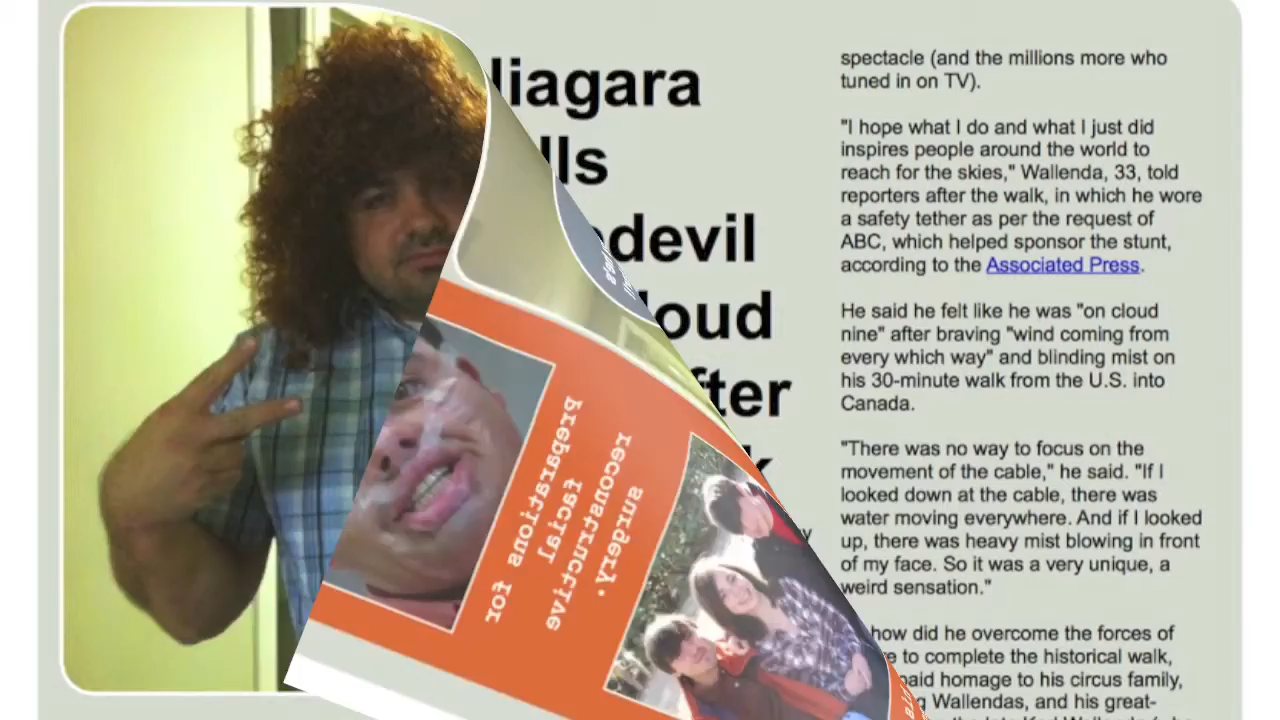 liagara
lls
devil
loud
fter
k
y
spectacle (and the millions more who
tuned in on TV).
"I hope what I do and what I just did
inspires people around the world to
reach for the skies," Wallenda, 33, told
reporters after the walk, in which he wore
a safety tether as per the request of
ABC, which helped sponsor the stunt,
according to the Associated Press.
He said he felt like he was "on cloud
nine" after braving "wind coming from
every which way" and blinding mist on
his 30-minute walk from the U.S. into
Canada.
"There was no way to focus on the
movement of the cable," he said. "If I
looked down at the cable, there was
water moving everywhere. And if I looked
up, there was heavy mist blowing in front
of my face. So it was a very unique, a
weird sensation."
how did he overcome the forces of
re to complete the historical walk,
paid homage to his circus family,
g Wallendas, and his great-
preparations for
facial
reconstructive
surgery.